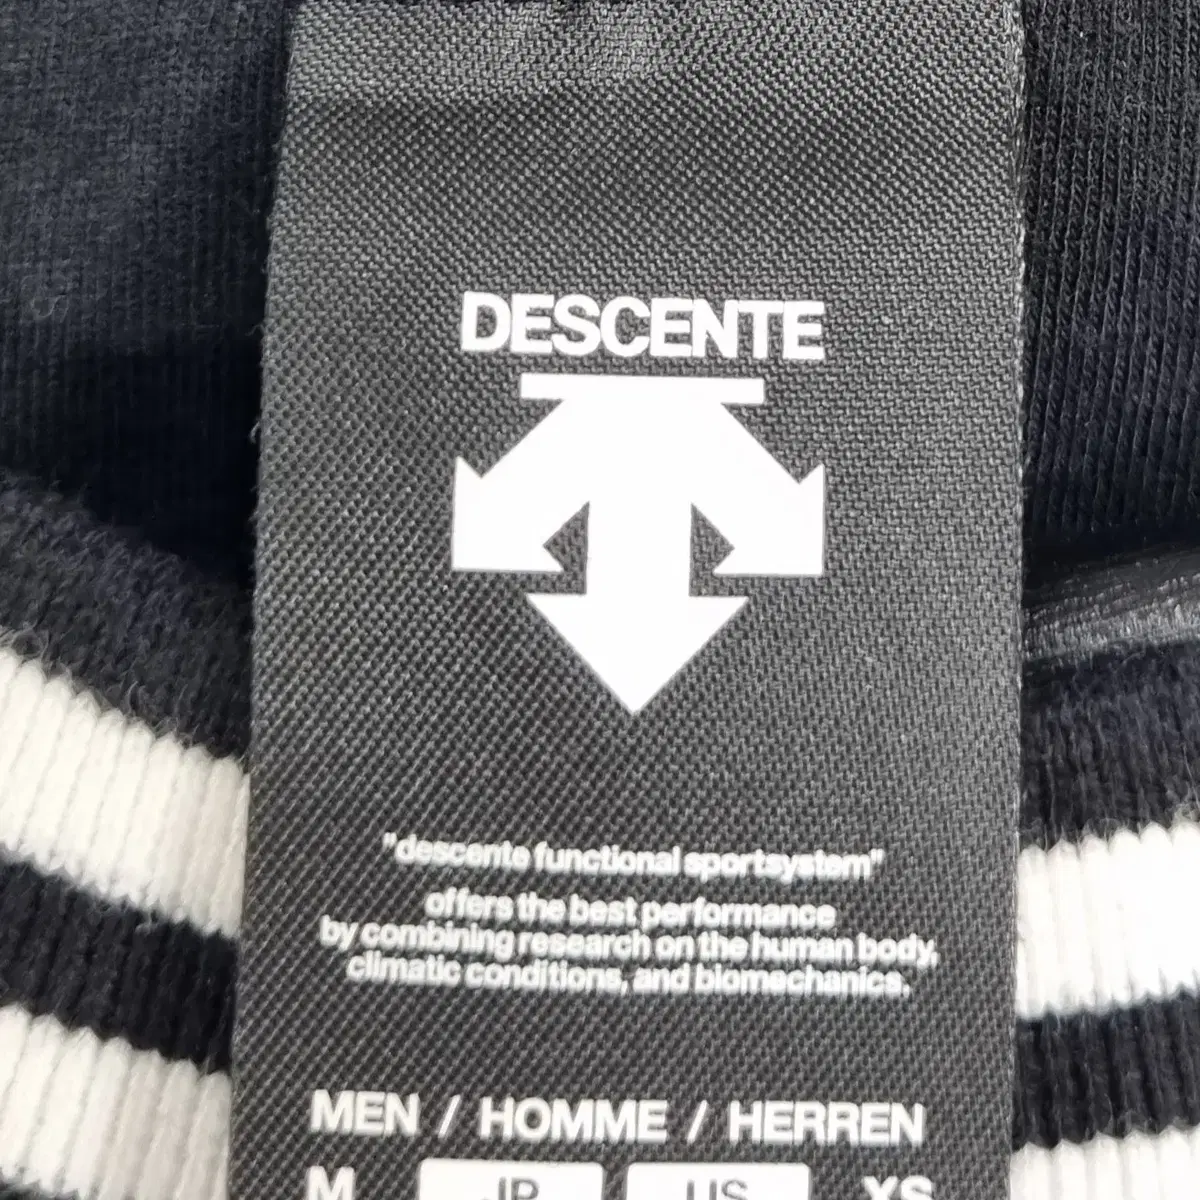 DESCENTE
"descente functional sportsystem"
offers the best performance
by combining research on the human body,
climatic conditions, and biomechanics.
MEN / HOMME / HERREN
M JP US XS